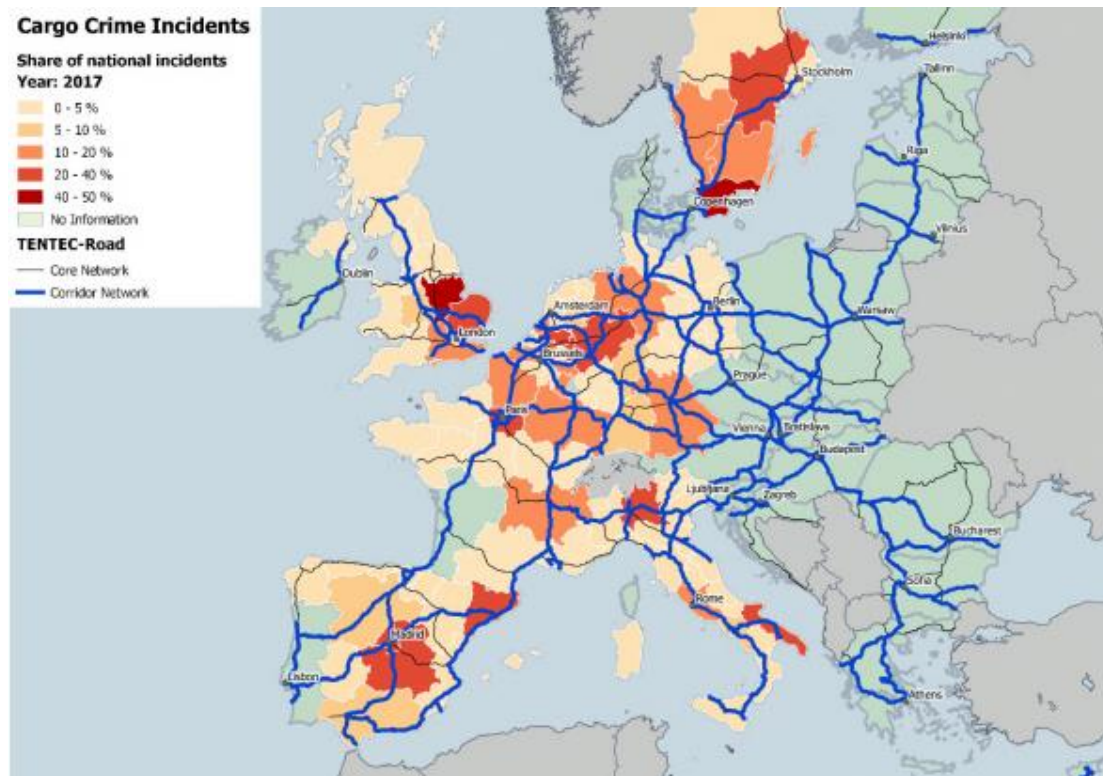 Cargo Crime Incidents
Share of national incidents
Year: 2017
0 - 5 %
5 - 10 %
10 - 20 %
20 - 40 %
40 - 50 %
No Information
TENTEC-Road
Core Network
Corridor Network
Helsinki
Stockholm
Tallinn
Riga
Copenhagen
Vilnius
Dublin
Amsterdam
Berlin
London
Warsaw
Brussels
Prague
Paris
Vienna
Bratislava
Budapest
Ljubljana
Zagreb
Bucharest
Sofia
Rome
Madrid
Lisbon
Athens